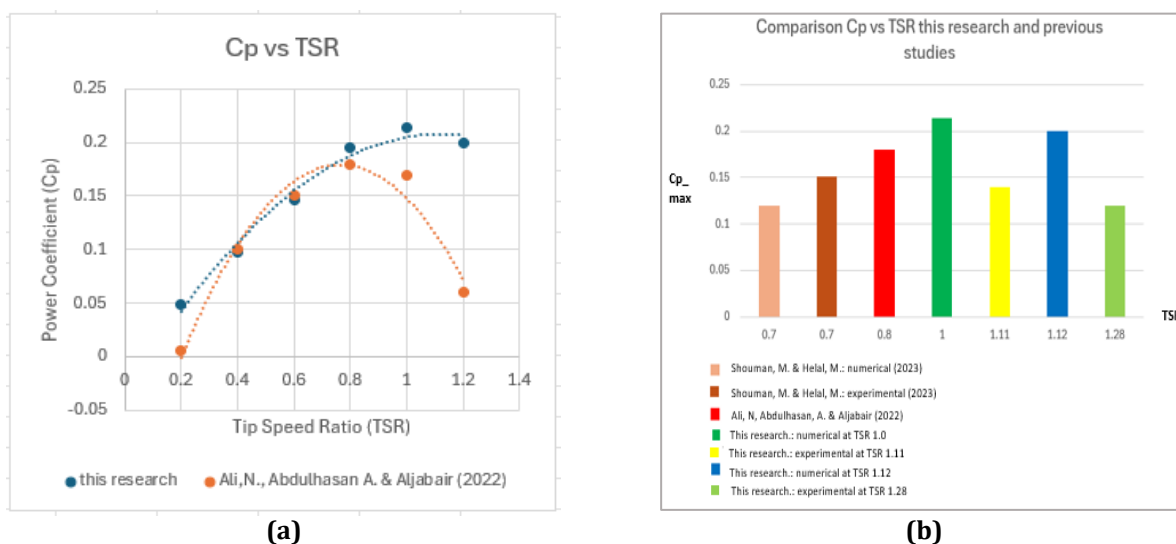 Cp vs TSR
0.25
0.2
0.15
0.1
0.05
0
-0.05
Power Coefficient (Cp)
0
0.2
0.4
0.6
0.8
1
1.2
1.4
Tip Speed Ratio (TSR)
this research
Ali,N., Abdulhasan A. & Aljabair (2022)
(a)
Comparison Cp vs TSR this research and previous
studies
0.25
0.2
0.15
0.1
0.05
0
Cp_
max
0.7
0.7
0.8
1
1.11
1.12
1.28
Shouman, M. & Helal, M.: numerical (2023)
Shouman, M. & Helal, M.: experimental (2023)
Ali, N, Abdulhasan, A. & Aljabair (2022)
This research.: numerical at TSR 1.0
This research.: experimental at TSR 1.11
This research.: numerical at TSR 1.12
This research.: experimental at TSR 1.28
(b)